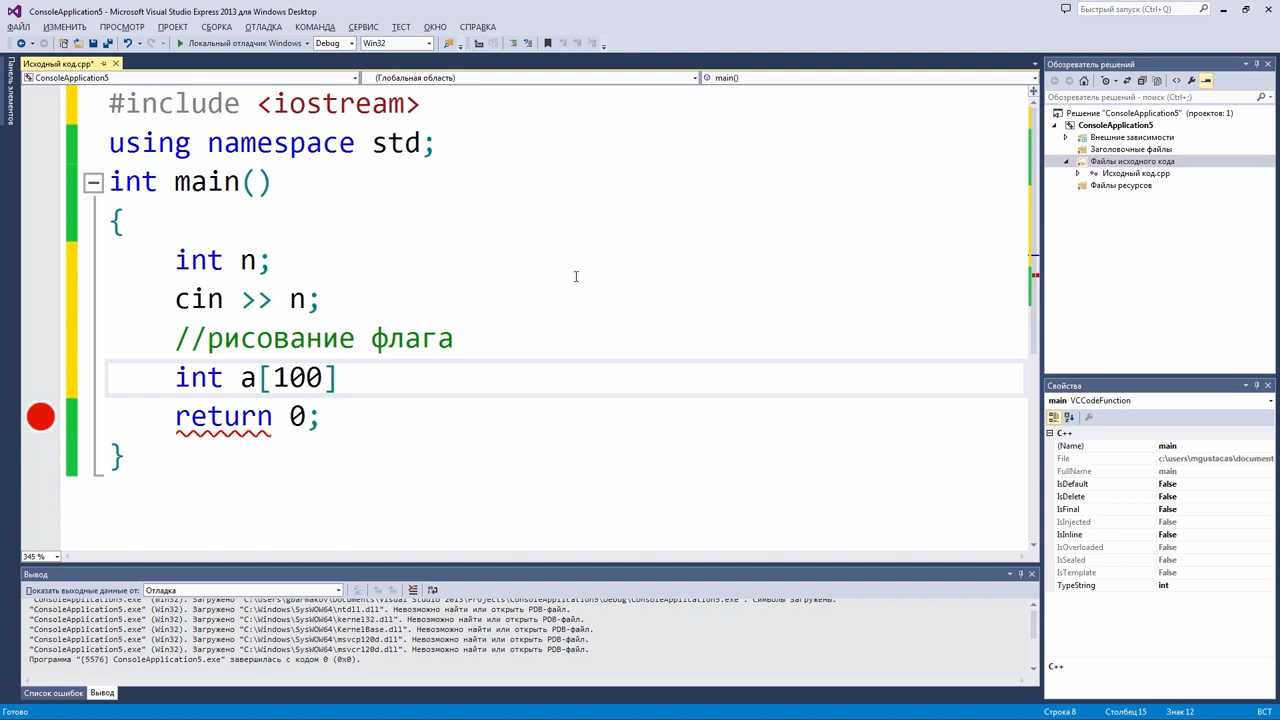 ConsoleApplication5 - Microsoft Visual Studio Express 2013 для Windows Desktop
Быстрый запуск (Ctrl+Q)
ФАЙЛ ИЗМЕНИТЬ ПРОСМОТР ПРОЕКТ СБОРКА ОТЛАДКА КОМАНДА СЕРВИС ТЕСТ ОКНО СПРАВКА
Локальный отладчик Windows Debug Win32
Панель элементов
Исходный код.cpp*
ConsoleApplication5 (Глобальная область) main()
#include <iostream>
using namespace std;
int main()
{
int n;
cin >> n;
//рисование флага
int a[100]
return 0;
}
345 %
Вывод
Показать выходные данные от: Отладка
"ConsoleApplication5.exe" (Win32). Загружено "C:\Windows\SysWOW64\ntdll.dll". Невозможно найти или открыть PDB-файл.
"ConsoleApplication5.exe" (Win32). Загружено "C:\Windows\SysWOW64\kernel32.dll". Невозможно найти или открыть PDB-файл.
"ConsoleApplication5.exe" (Win32). Загружено "C:\Windows\SysWOW64\KernelBase.dll". Невозможно найти или открыть PDB-файл.
"ConsoleApplication5.exe" (Win32). Загружено "C:\Windows\SysWOW64\msvcp120d.dll". Невозможно найти или открыть PDB-файл.
"ConsoleApplication5.exe" (Win32). Загружено "C:\Windows\SysWOW64\msvcr120d.dll". Невозможно найти или открыть PDB-файл.
Программа "[5576] ConsoleApplication5.exe" завершилась с кодом 0 (0x0).
Список ошибок Вывод
Обозреватель решений
Обозреватель решений - поиск (Ctrl+;)
Решение "ConsoleApplication5" (проектов: 1)
ConsoleApplication5
Внешние зависимости
Заголовочные файлы
Файлы исходного кода
Исходный код.cpp
Файлы ресурсов
Свойства
main VCCodeFunction
C++
(Name) main
File c:\users\mgustacas\document
FullName main
IsDefault False
IsDelete False
IsFinal False
IsInjected False
IsInline False
IsOverloaded False
IsSealed False
IsTemplate False
TypeString int
C++
Готово Строка 8 Столбец 15 Знак 12 ВСТ